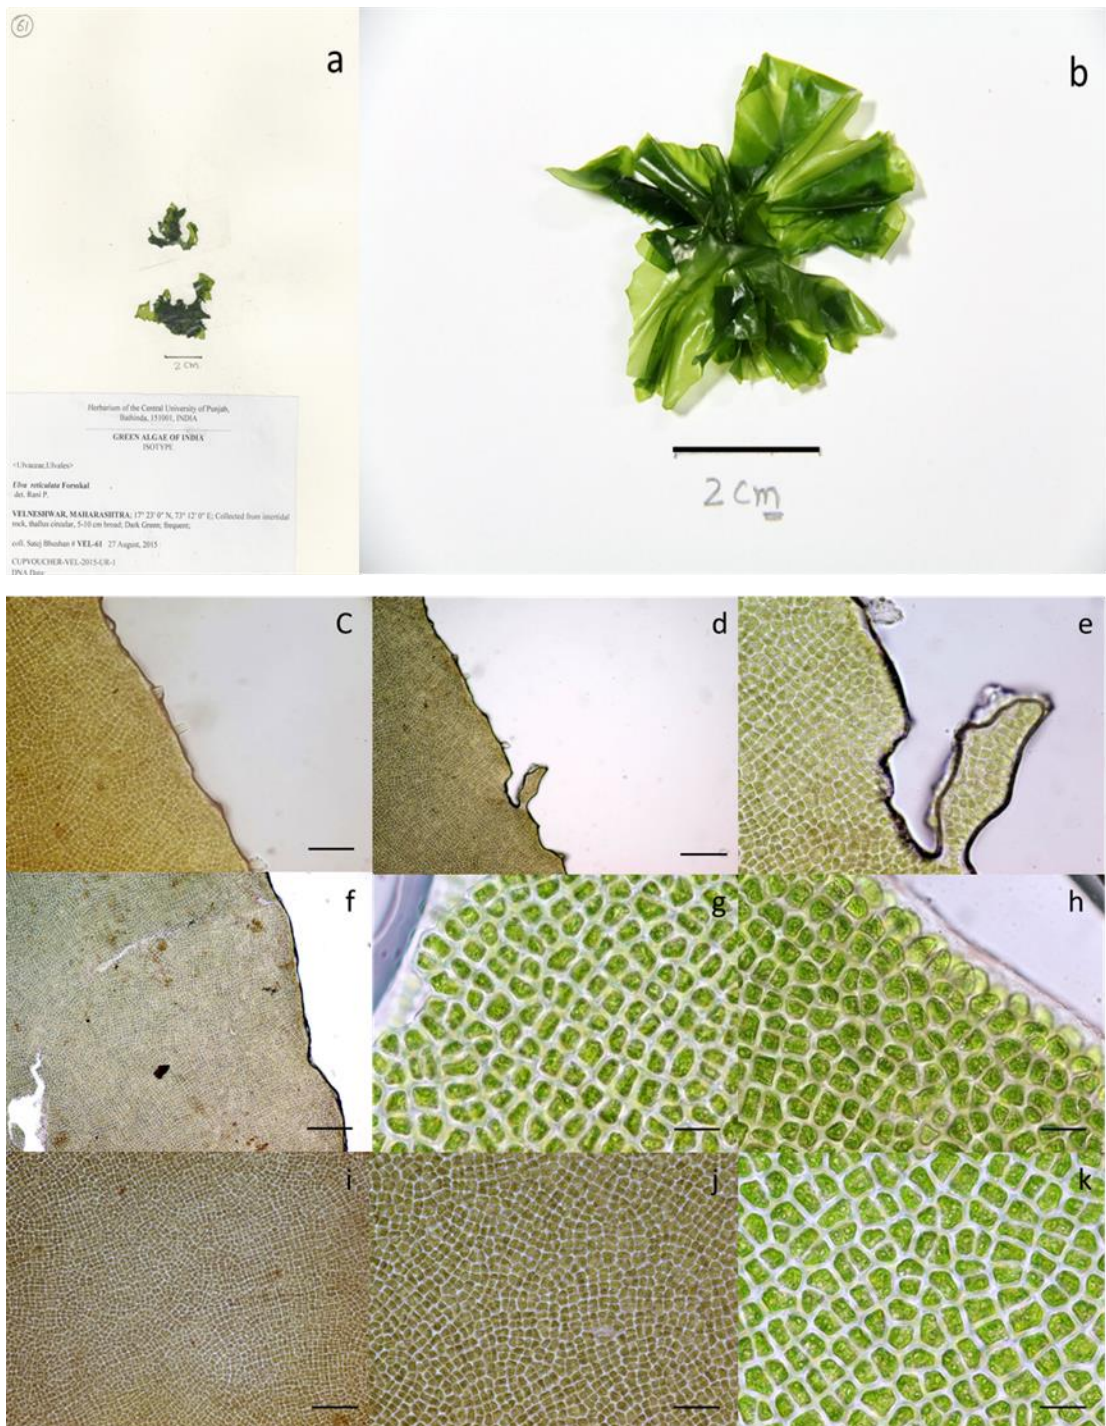 61
a
2 cm
Herbarium of the Central University of Punjab,
Bathinda, 151001, INDIA
GREEN ALGAE OF INDIA
ISOTYPE
<Ulvaceae,Ulvales>
Ulva reticulata Forsskal
det. Rani P.
VELNESHWAR, MAHARASHTRA; 17° 23' 0" N, 73° 12' 0" E; Collected from intertidal
rock, thallus circular, 5-10 cm broad; Dark Green; frequent;
coll. Satej Bhushan # VEL-61 27 August, 2015
CUPVOUCHER-VEL-2015-UR-1
DNA Data:
b
2 cm
C
d
e
f
g
h
i
j
k